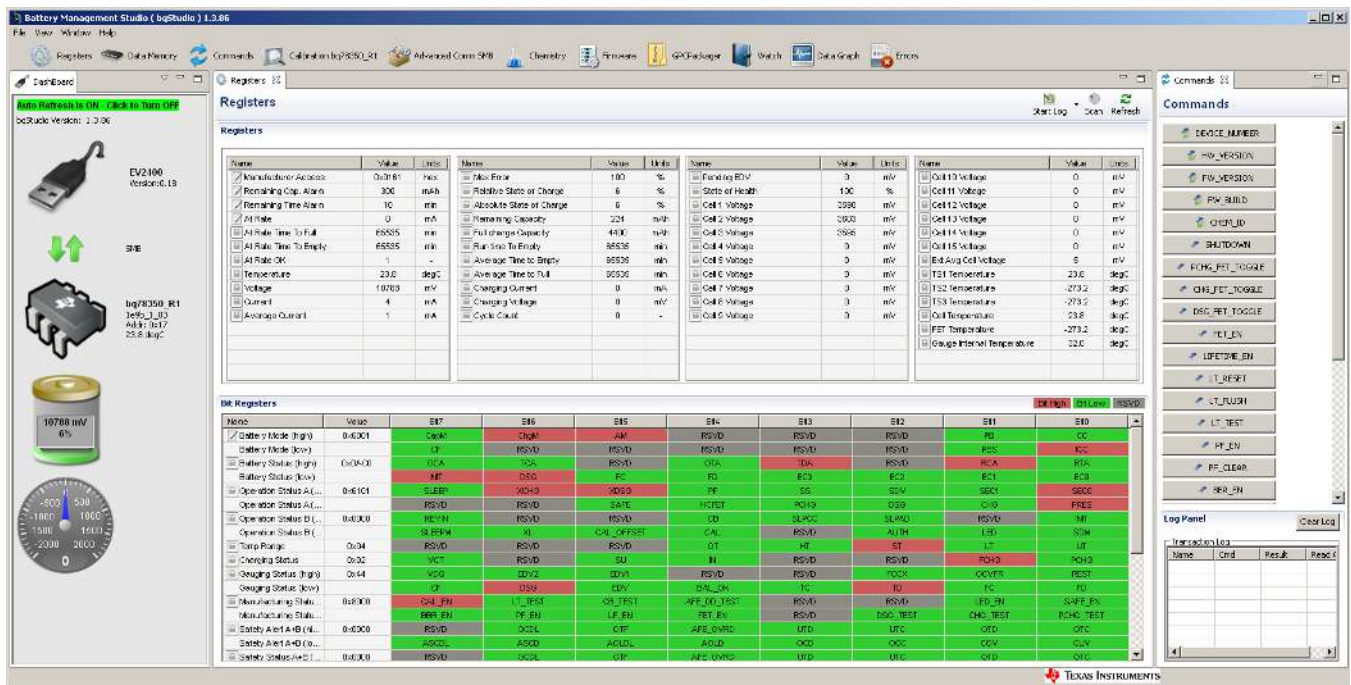 Battery Management Studio ( bqStudio ) 1.3.86
File View Window Help
Registers Data Memory Commands Calibration bq78350_R1 Advanced Comm SMB Chemistry Firmware GPCPackager Watch Data Graph Errors
DashBoard
Auto Refresh is ON - Click to Turn OFF
bqStudio Version: 1.3.86
EV2400
Version:0.18
SMB
bq78350_R1
Addr: 0x17
23.8 degC
10788 mV
6%
Registers
Registers
Start Log Scan Refresh
Registers
Name Value Units Name Value Units Name Value Units Name Value Units
Manufacturer Access 0x0161 hex Max Error 100 % Pending EDV 0 mV Cell 10 Voltage 0 mV
Remaining Cap. Alarm 300 mAh Relative State of Charge 6 % State of Health 100 % Cell 11 Voltage 0 mV
Remaining Time Alarm 10 min Absolute State of Charge 6 % Cell 1 Voltage 3590 mV Cell 12 Voltage 0 mV
At Rate 0 mA Remaining Capacity 224 mAh Cell 2 Voltage mV Cell 13 Voltage 0 mV
At Rate Time To Full 65535 min Full charge Capacity 4400 mAh Cell 3 Voltage 3595 mV Cell 14 Voltage 0 mV
At Rate Time To Empty 65535 min Run time To Empty 65535 min Cell 4 Voltage 0 mV Cell 15 Voltage 0 mV
At Rate OK 1 - Average Time to Empty 65535 min Cell 5 Voltage 0 mV Ext Avg Cell Voltage mV
Temperature 23.8 degC Average Time to Full 65535 min Cell 6 Voltage 0 mV TS1 Temperature 23.8 degC
Voltage 10788 mV Charging Current 0 mA Cell 7 Voltage 0 mV TS2 Temperature -273.2 degC
Current 4 mA Charging Voltage 0 mV Cell 8 Voltage 0 mV TS3 Temperature -273.2 degC
Average Current 1 mA Cycle Count 0 - Cell 9 Voltage 0 mV Cell Temperature 23.8 degC
FET Temperature -273.2 degC
Gauge Internal Temperature 32.0 degC
Bit Registers
Bit High Bit Low RSVD
Name Value Bit7 Bit6 Bit5 Bit4 Bit3 Bit2 Bit1 Bit0
Battery Mode (high) 0x6001 CapM ChgM AM RSVD RSVD RSVD PB CC
Battery Mode (low) CF RSVD RSVD RSVD RSVD RSVD PBS ICC
Battery Status (high) 0x0AC0 OCA TCA RSVD OTA TDA RSVD RCA RTA
Battery Status (low) INIT DSG FC FD EC3 EC2 EC1 EC0
Operation Status A (... 0x6101 SLEEP XCHG XDSG PF SS SDV SEC1 SEC0
Operation Status A (... RSVD RSVD SAFE HCFET PCHG DSG CHG PRES
Operation Status B (... KEYIN RSVD RSVD CB SLPCC SLPAD RSVD INIT
Operation Status B (... SLEEPM XL CAL_OFFSET CAL RSVD AUTH LED SDM
Temp Range 0x04 RSVD RSVD RSVD OT HT ST LT UT
Charging Status 0x02 VCT RSVD SU IN RSVD RSVD FCHG PCHG
Gauging Status (high) 0x44 VDQ EDV2 EDV1 RSVD RSVD FCCX OCVFR REST
Gauging Status (low) CF DSG EDV BAL_OK TC TD FC FD
Manufacturing Statu... CAL_EN LT_TEST CB_TEST AFE_DD_TEST RSVD RSVD LED_EN SAFE_EN
Manufacturing Statu... BBR_EN PF_EN LF_EN FET_EN RSVD DSG_TEST CHG_TEST PCHG_TEST
Safety Alert A+B (hi... RSVD OCDL CTF AFE_OVRD UTD UTC OTD OTC
Safety Alert A+B (lo... ASCDL ASCD AOLDL AOLD OCD OCC COV CUV
Safety Status A+B (... RSVD OCDL CTF AFE_OVRD UTD UTC OTD OTC
Commands
Commands
DEVICE_NUMBER
HW_VERSION
FW_VERSION
FW_BUILD
CHEM_ID
SHUTDOWN
PCHG_FET_TOGGLE
CHG_FET_TOGGLE
DSG_FET_TOGGLE
FET_EN
LIFETIME_EN
LT_RESET
LT_FLUSH
LT_TEST
PF_EN
PF_CLEAR
BBR_EN
Log Panel Clear Log
Transaction Log
Name Cmd Result Read
-500 500
-1000 1000
-1500 1500
-2000 2000
0
TEXAS INSTRUMENTS